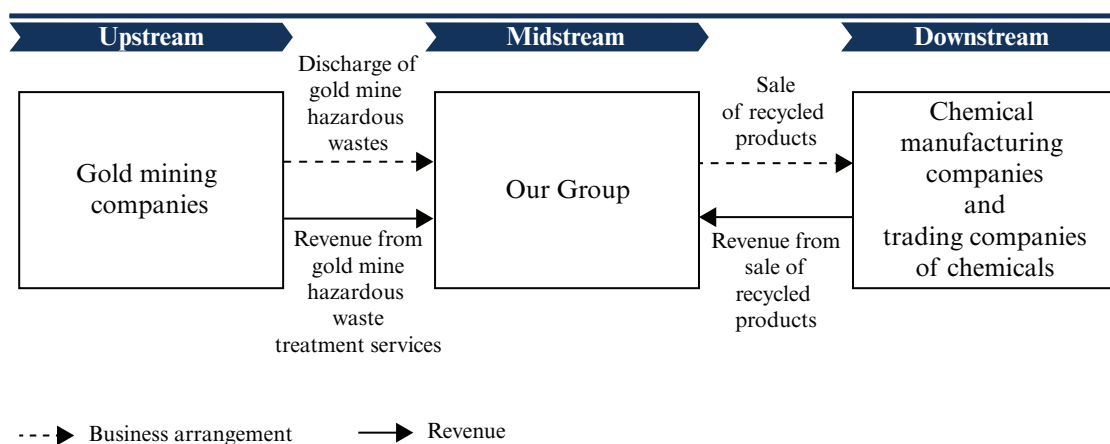 Upstream
Midstream
Downstream
Gold mining
companies
Discharge of
gold mine
hazardous
wastes
Revenue from
gold mine
hazardous
waste
treatment services
Our Group
Sale
of recycled
products
Revenue from
sale of
recycled
products
Chemical
manufacturing
companies
and
trading companies
of chemicals
Business arrangement
Revenue